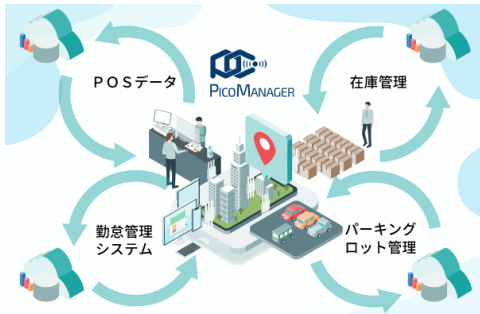 POSデータ
PICOMANAGER
在庫管理
勤怠管理
システム
パーキング
ロット管理